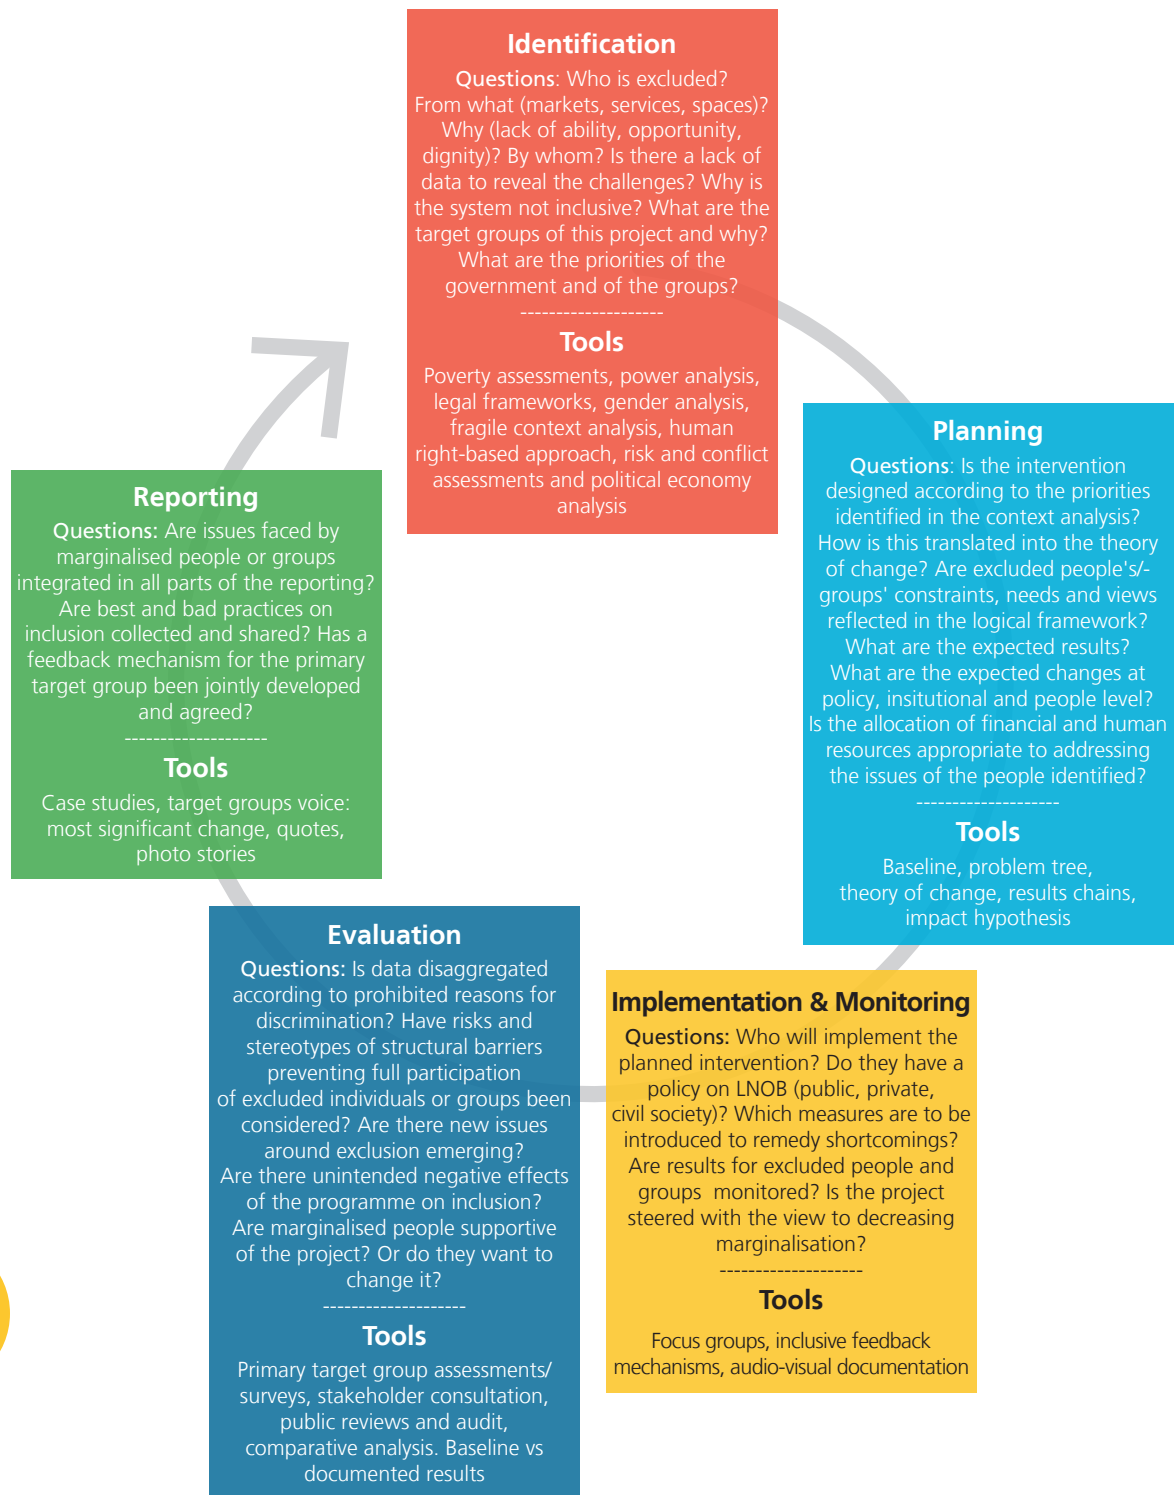 Identification
Questions: Who is excluded?
From what (markets, services, spaces)?
Why (lack of ability, opportunity,
dignity)? By whom? Is there a lack of
data to reveal the challenges? Why is
the system not inclusive? What are the
target groups of this project and why?
What are the priorities of the
government and of the groups?
--------------------
Tools
Poverty assessments, power analysis,
legal frameworks, gender analysis,
fragile context analysis, human
right-based approach, risk and conflict
assessments and political economy
analysis
Planning
Questions: Is the intervention
designed according to the priorities
identified in the context analysis?
How is this translated into the theory
of change? Are excluded people's/-
groups' constraints, needs and views
reflected in the logical framework?
What are the expected results?
What are the expected changes at
policy, insitutional and people level?
Is the allocation of financial and human
resources appropriate to addressing
the issues of the people identified?
--------------------
Tools
Baseline, problem tree,
theory of change, results chains,
impact hypothesis
Implementation & Monitoring
Questions: Who will implement the
planned intervention? Do they have a
policy on LNOB (public, private,
civil society)? Which measures are to be
introduced to remedy shortcomings?
Are results for excluded people and
groups  monitored? Is the project
steered with the view to decreasing
marginalisation?
--------------------
Tools
Focus groups, inclusive feedback
mechanisms, audio-visual documentation
Evaluation
Questions: Is data disaggregated
according to prohibited reasons for
discrimination? Have risks and
stereotypes of structural barriers
preventing full participation
of excluded individuals or groups been
considered? Are there new issues
around exclusion emerging?
Are there unintended negative effects
of the programme on inclusion?
Are marginalised people supportive
of the project? Or do they want to
change it?
--------------------
Tools
Primary target group assessments/
surveys, stakeholder consultation,
public reviews and audit,
comparative analysis. Baseline vs
documented results
Reporting
Questions: Are issues faced by
marginalised people or groups
integrated in all parts of the reporting?
Are best and bad practices on
inclusion collected and shared? Has a
feedback mechanism for the primary
target group been jointly developed
and agreed?
--------------------
Tools
Case studies, target groups voice:
most significant change, quotes,
photo stories